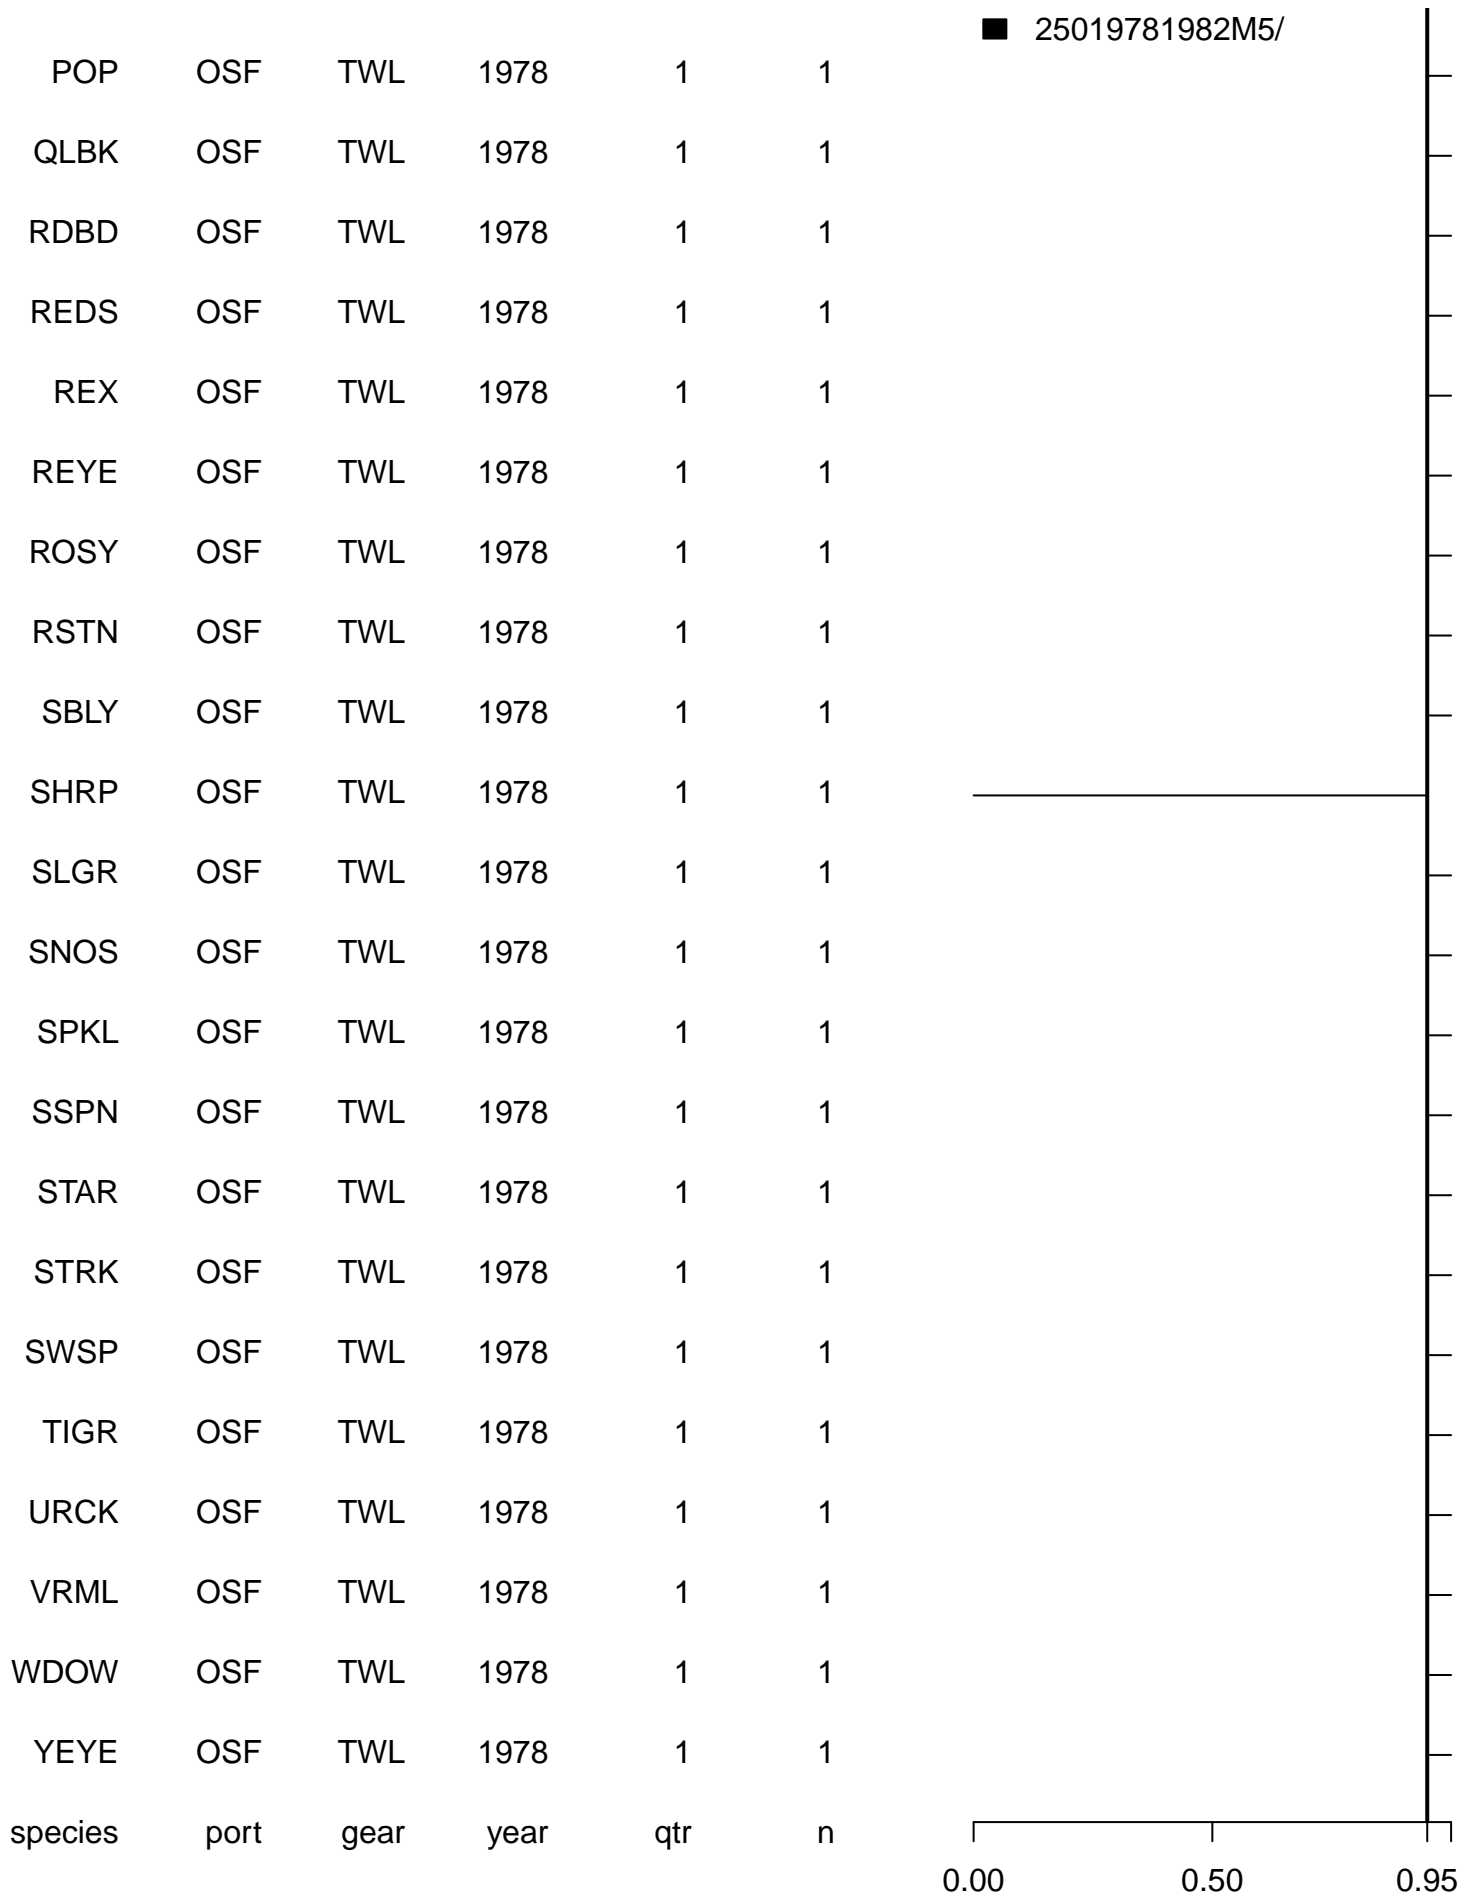 25019781982M5/
POP OSF TWL 1978 1 1
QLBK OSF TWL 1978 1 1
RDBD OSF TWL 1978 1 1
REDS OSF TWL 1978 1 1
REX OSF TWL 1978 1 1
REYE OSF TWL 1978 1 1
ROSY OSF TWL 1978 1 1
RSTN OSF TWL 1978 1 1
SBLY OSF TWL 1978 1 1
SHRP OSF TWL 1978 1 1
SLGR OSF TWL 1978 1 1
SNOS OSF TWL 1978 1 1
SPKL OSF TWL 1978 1 1
SSPN OSF TWL 1978 1 1
STAR OSF TWL 1978 1 1
STRK OSF TWL 1978 1 1
SWSP OSF TWL 1978 1 1
TIGR OSF TWL 1978 1 1
URCK OSF TWL 1978 1 1
VRML OSF TWL 1978 1 1
WDOW OSF TWL 1978 1 1
YEYE OSF TWL 1978 1 1
species port gear year qtr n
0.00 0.50 0.95